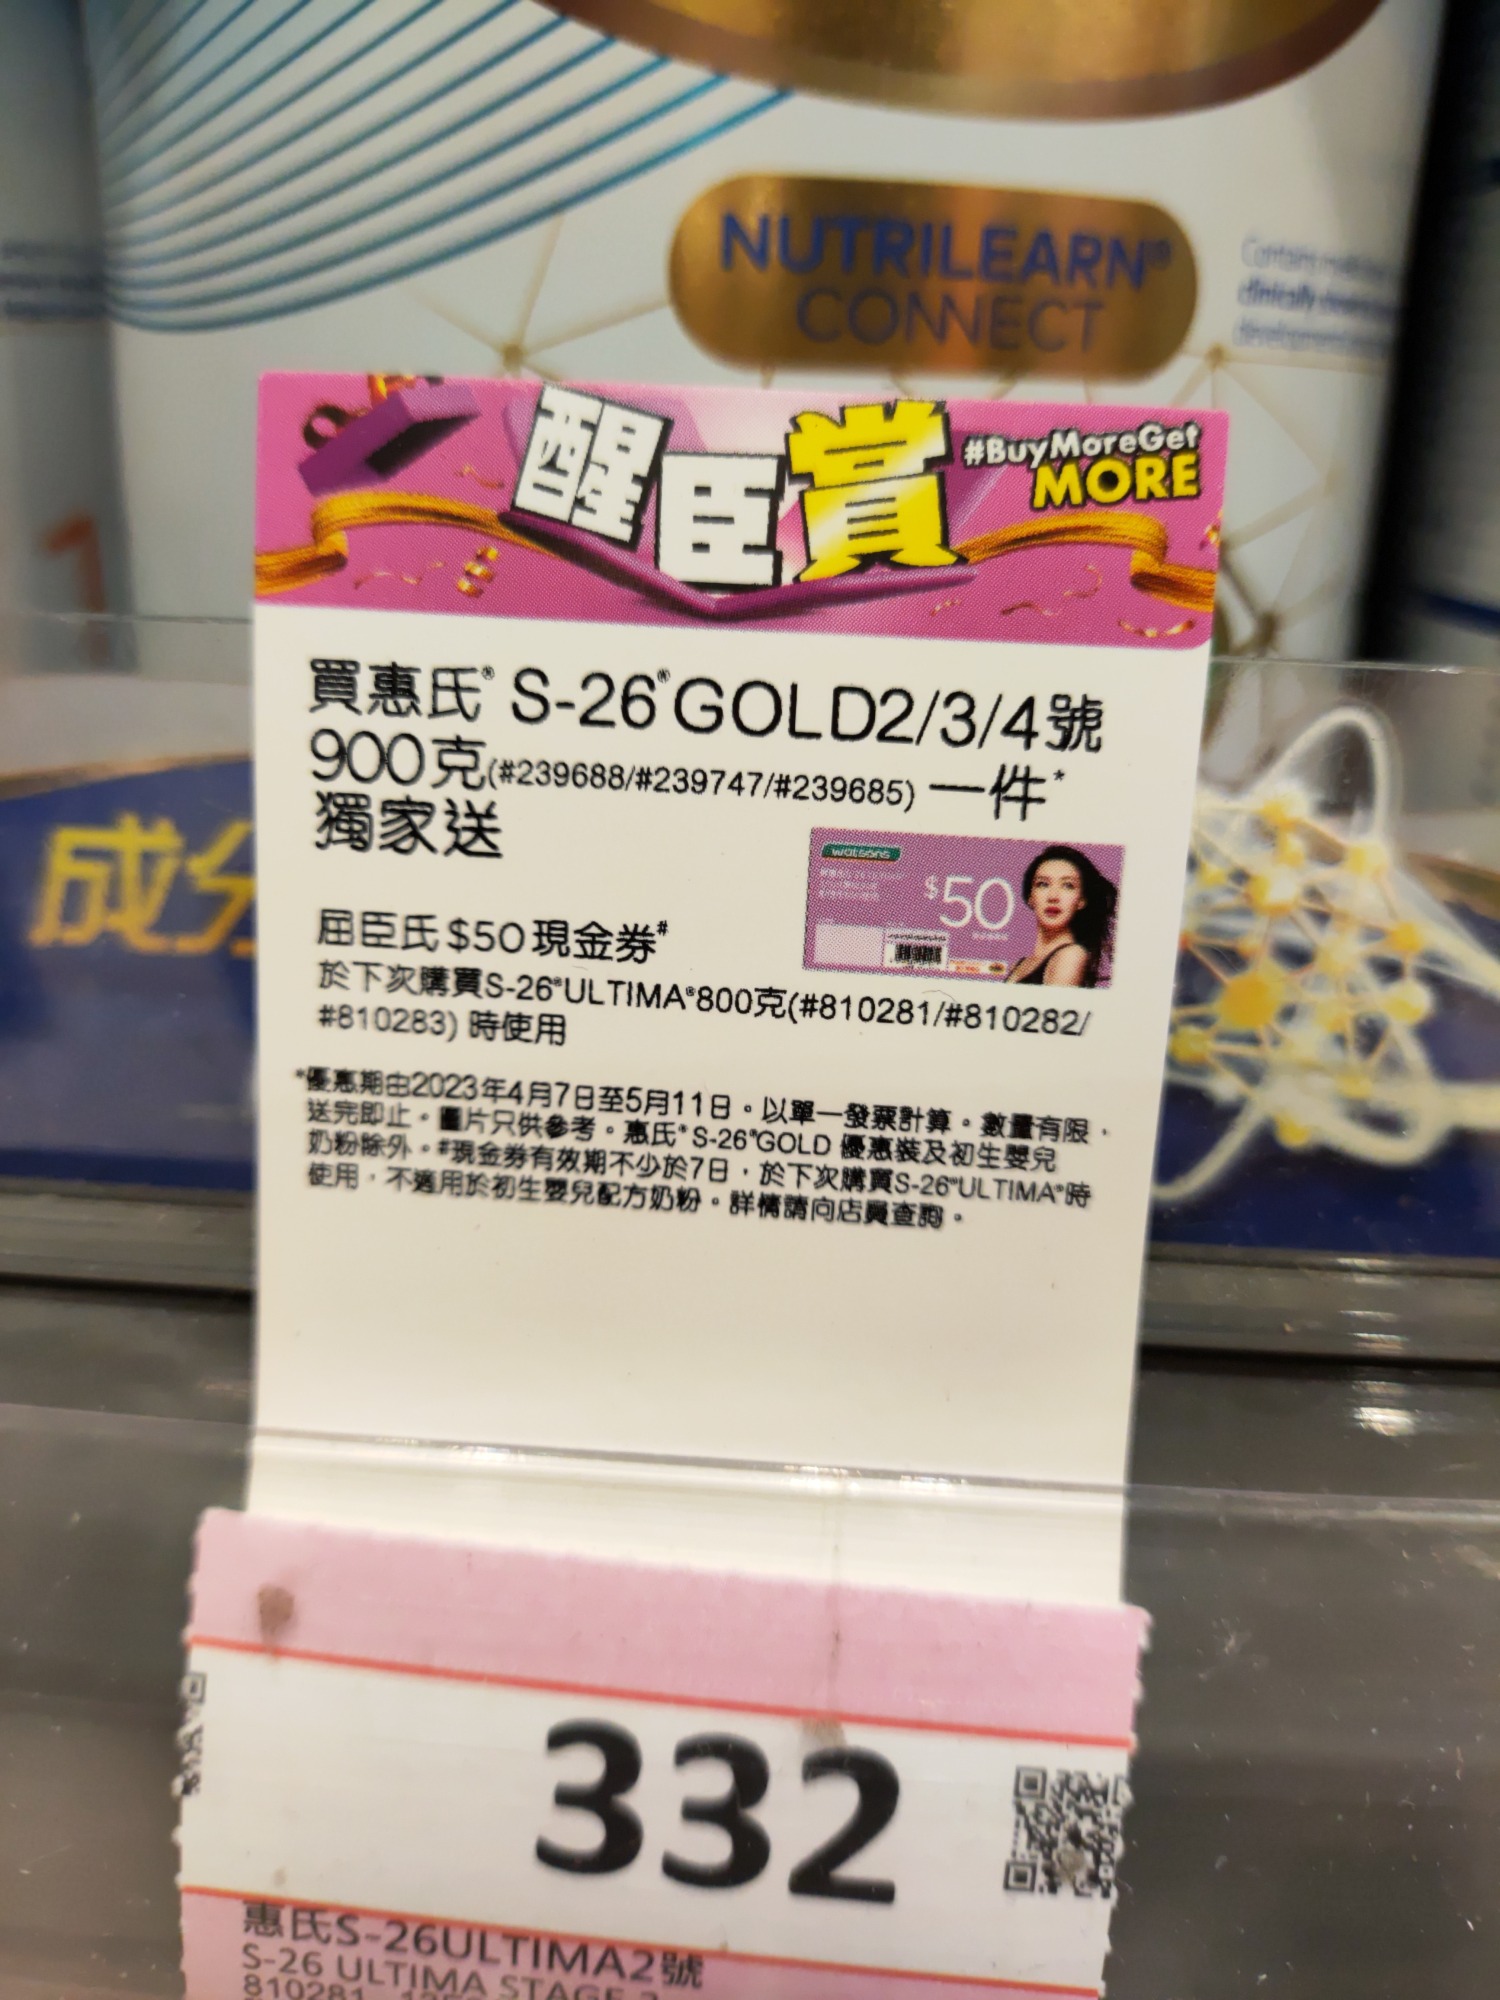 NUTRILEARN®
CONNECT
clinically
1
醒臣賞
#BuyMoreGet
MORE
買惠氏® S-26®GOLD2/3/4號
900克(#239688/#239747/#239685) 一件*
獨家送
watsons
$50
屈臣氏$50現金券#
於下次購買S-26®ULTIMA®800克(#810281/#810282/
#810283) 時使用
*優惠期由2023年4月7日至5月11日。以單一發票計算。數量有限，
送完即止。圖片只供參考。惠氏® S-26®GOLD 優惠裝及初生嬰兒
奶粉除外。#現金券有效期不少於7日，於下次購買S-26®ULTIMA®時
使用，不適用於初生嬰兒配方奶粉。詳情請向店員查詢。
成分
332
惠氏S-26ULTIMA2號
S-26 ULTIMA STAGE 2
810281